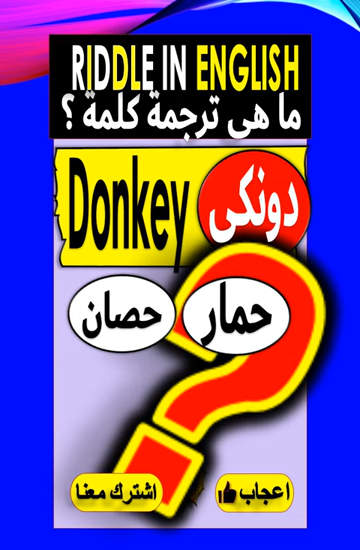 RIDDLE IN ENGLISH
ما هى ترجمة كلمة ؟
Donkey دونكى
حمار حصان
اعجاب اشترك معنا